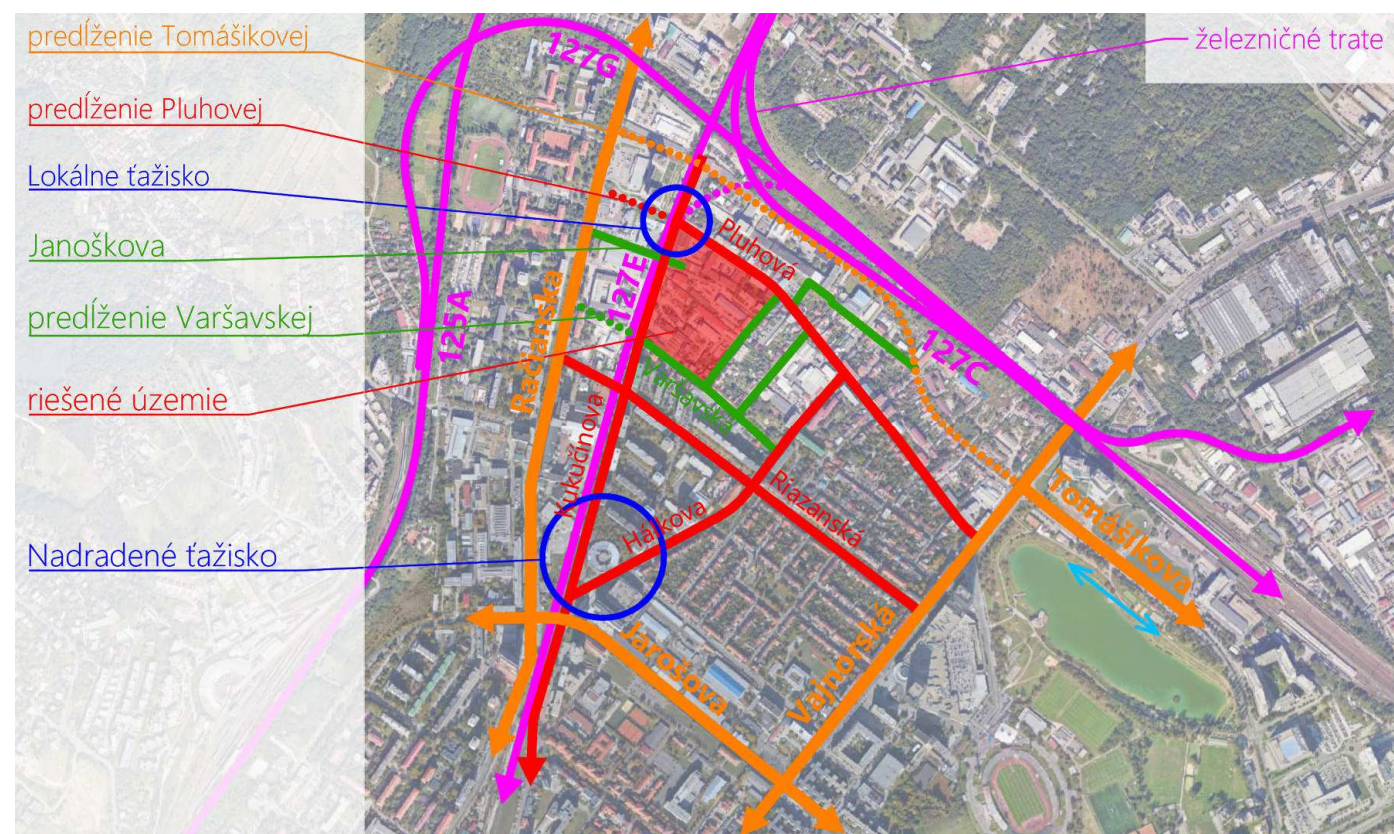 predĺženie Tomášikovej
predĺženie Pluhovej
Lokálne ťažisko
Janoškova
predĺženie Varšavskej
riešené územie
Nadradené ťažisko
železničné trate
127G
125A
127E
127C
Račianska
Pluhová
Varšavská
Kukučínova
Riazanská
Hálkova
Tomášikova
Jarošova
Vajnorská